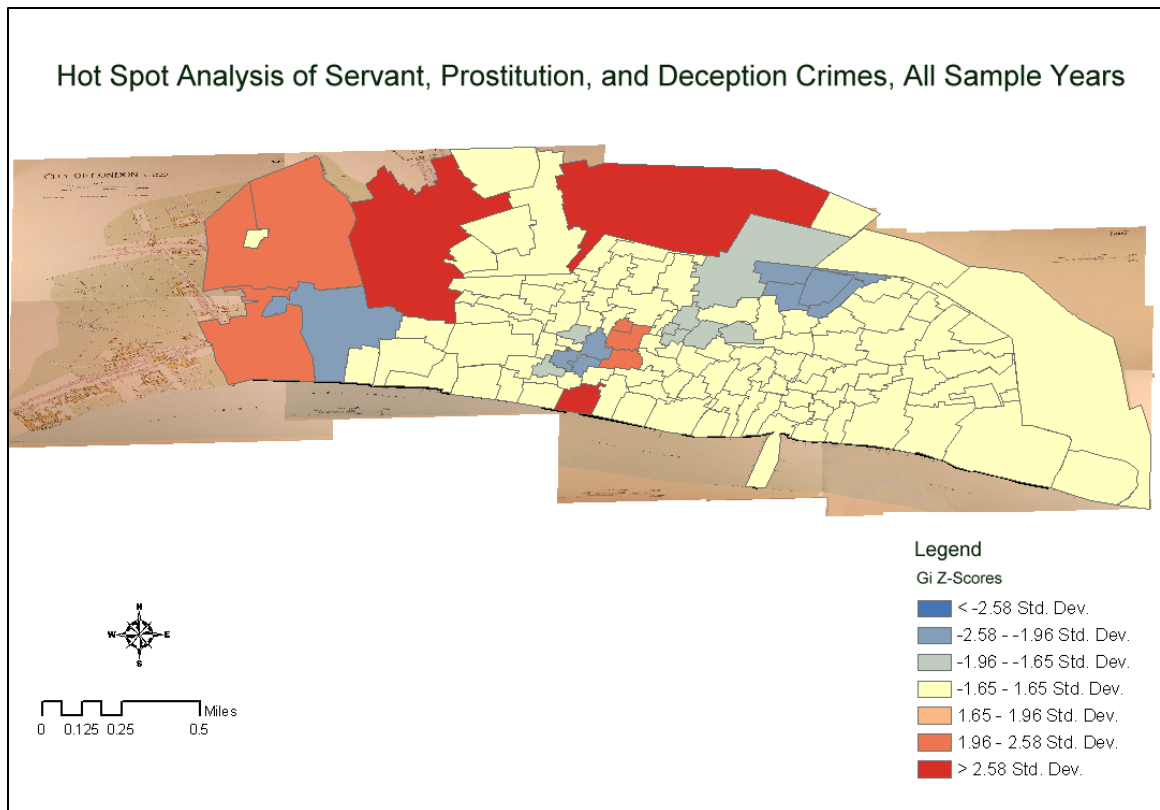 Hot Spot Analysis of Servant, Prostitution, and Deception Crimes, All Sample Years
CITY OF LONDON
Legend
Gi Z-Scores
< -2.58 Std. Dev.
-2.58 - -1.96 Std. Dev.
-1.96 - -1.65 Std. Dev.
-1.65 - 1.65 Std. Dev.
1.65 - 1.96 Std. Dev.
1.96 - 2.58 Std. Dev.
> 2.58 Std. Dev.
N
W E
S
Miles
0 0.125 0.25 0.5